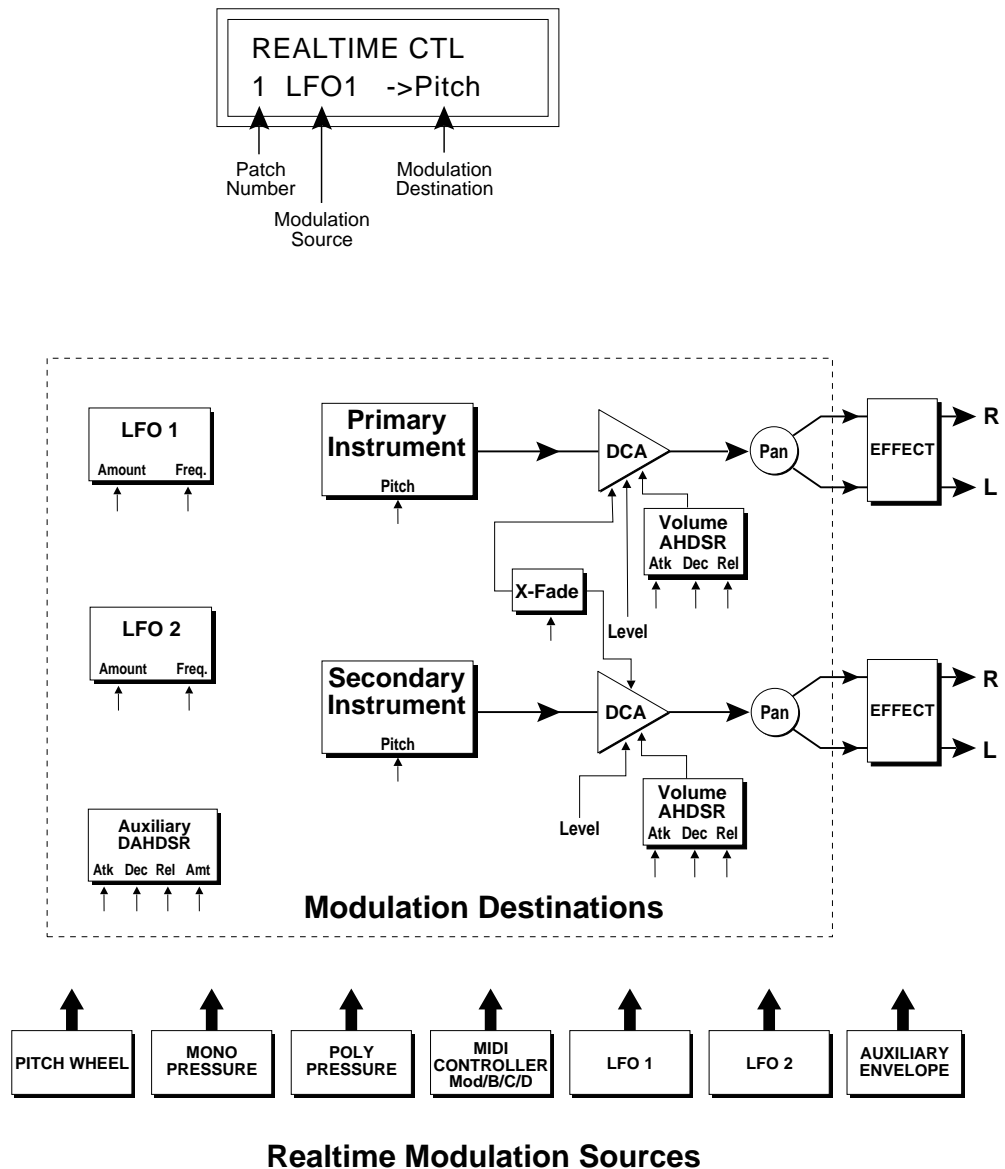 REALTIME CTL
1 LFO1 ->Pitch
Patch
Number
Modulation
Source
Modulation
Destination
LFO 1
Amount Freq.
Primary
Instrument
Pitch
DCA
Pan
EFFECT
R
L
Volume
AHDSR
Atk Dec Rel
X-Fade
Level
LFO 2
Amount Freq.
Secondary
Instrument
Pitch
DCA
Pan
EFFECT
R
L
Volume
AHDSR
Atk Dec Rel
Level
Auxiliary
DAHDSR
Atk Dec Rel Amt
Modulation Destinations
PITCH WHEEL
MONO
PRESSURE
POLY
PRESSURE
MIDI
CONTROLLER
Mod/B/C/D
LFO 1
LFO 2
AUXILIARY
ENVELOPE
Realtime Modulation Sources